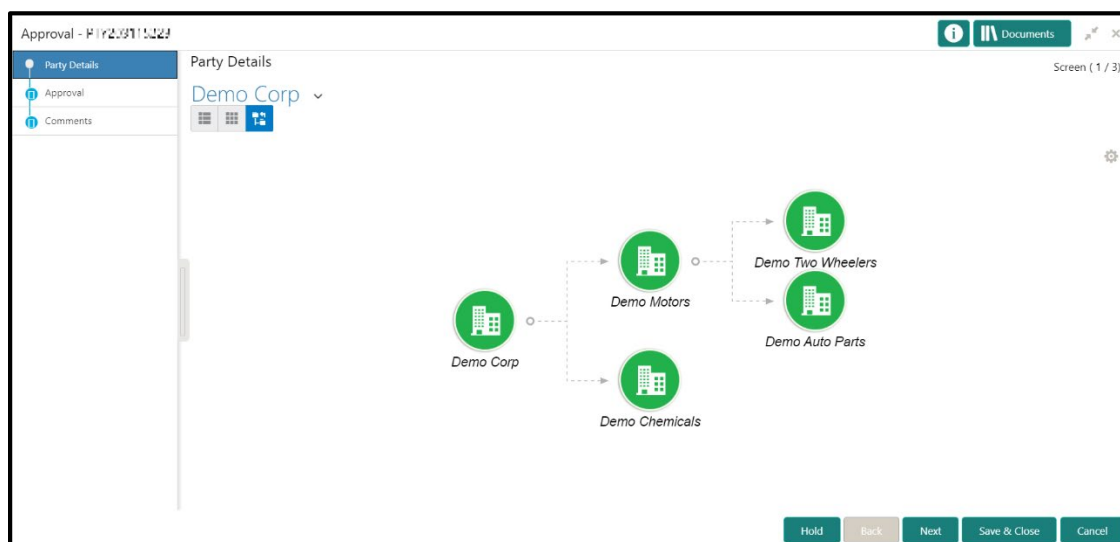 Approval -
Documents
Party Details
Approval
Comments
Party Details
Screen ( 1 / 3)
Demo Corp
Demo Two Wheelers
Demo Motors
Demo Auto Parts
Demo Corp
Demo Chemicals
Hold
Back
Next
Save & Close
Cancel